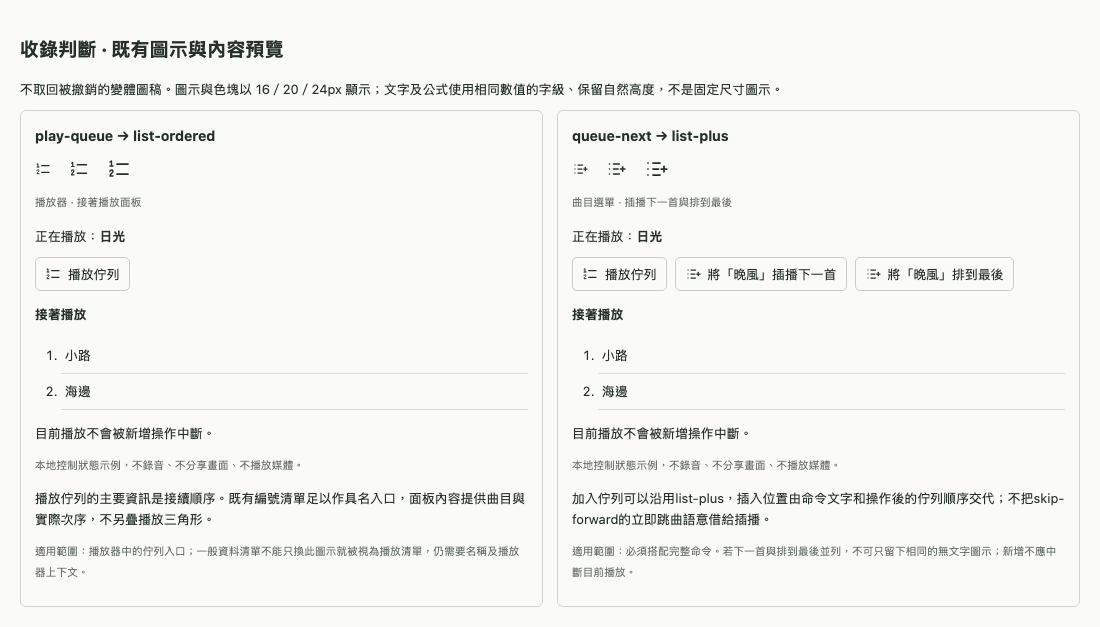 收錄判斷 · 既有圖示與內容預覽
不取回被撤銷的變體圖稿。圖示與色塊以 16 / 20 / 24px 顯示；文字及公式使用相同數值的字級、保留自然高度，不是固定尺寸圖示。
play-queue → list-ordered
播放器 · 接著播放面板
正在播放：日光
播放佇列
接著播放
1. 小路
2. 海邊
目前播放不會被新增操作中斷。
本地控制狀態示例，不錄音、不分享畫面、不播放媒體。
播放佇列的主要資訊是接續順序。既有編號清單足以作具名入口，面板內容提供曲目與
實際次序，不另疊播放三角形。
適用範圍：播放器中的佇列入口；一般資料清單不能只換此圖示就被視為播放清單，仍需要名稱及播放
器上下文。
queue-next → list-plus
曲目選單 · 插播下一首與排到最後
正在播放：日光
播放佇列
將「晚風」插播下一首
將「晚風」排到最後
接著播放
1. 小路
2. 海邊
目前播放不會被新增操作中斷。
本地控制狀態示例，不錄音、不分享畫面、不播放媒體。
加入佇列可以沿用list-plus，插入位置由命令文字和操作後的佇列順序交代；不把skip-
forward的立即跳曲語意借給插播。
適用範圍：必須搭配完整命令。若下一首與排到最後並列，不可只留下相同的無文字圖示；新增不應中
斷目前播放。